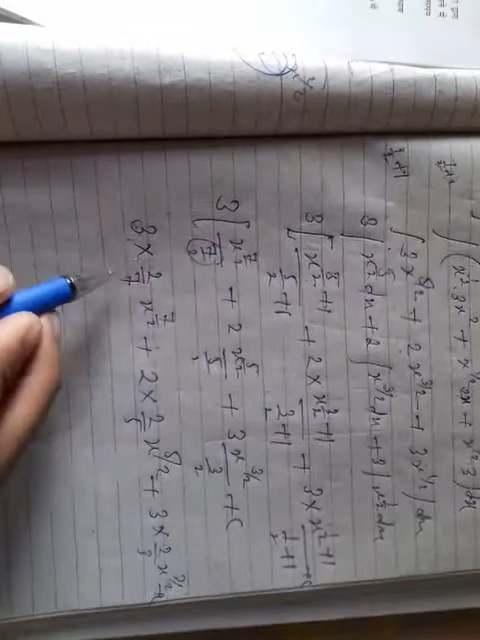 ∫(x^{1/2}·3x^2 + x^{1/2}2x + x^{1/2}3)dx
∫3x^{5/2} + 2x^{3/2} + 3x^{1/2})dx
3∫x^{5/2}dx + 2∫x^{3/2}dx + 3∫x^{1/2}dx
3[x^{5/2+1}/(5/2+1) + 2 × x^{3/2+1}/(3/2+1) + 3 × x^{1/2+1}/(1/2+1) + c
3[x^{7/2}/(7/2) + 2 x^{5/2}/(5/2) + 3x^{3/2}/(3/2) + c
3 × 2/7 x^{7/2} + 2 × 2/5 x^{5/2} + 3 × 2/3 x^{3/2} + c